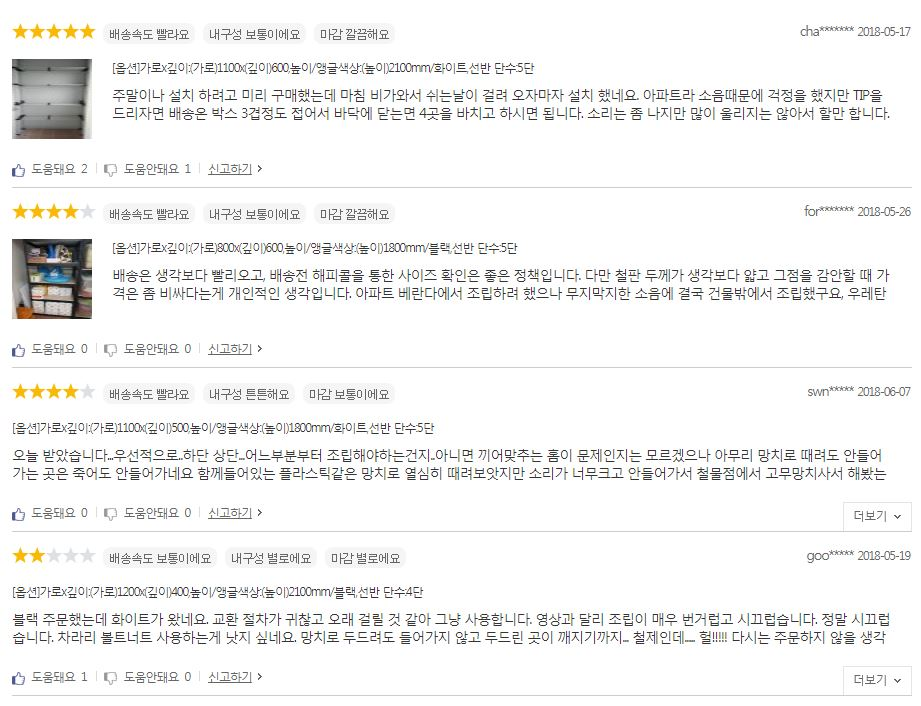 배송속도 빨라요 내구성 보통이에요 마감 깔끔해요 cha******* 2018-05-17
[옵션]가로x깊이:(가로)1100x(깊이)600,높이/앵글색상:(높이)2100mm/화이트,선반 단수:5단
주말이나 설치 하려고 미리 구매했는데 마침 비가와서 쉬는날이 걸려 오자마자 설치 했네요. 아파트라 소음때문에 걱정을 했지만 TIP을
드리자면 배송온 박스 3겹정도 접어서 바닥에 닿는면 4곳을 바치고 하시면 됩니다. 소리는 좀 나지만 많이 울리지는 않아서 할만 합니다.
도움돼요 2 도움안돼요 1 신고하기
배송속도 빨라요 내구성 보통이에요 마감 깔끔해요 for******* 2018-05-26
[옵션]가로x깊이:(가로)800x(깊이)600,높이/앵글색상:(높이)1800mm/블랙,선반 단수:5단
배송은 생각보다 빨리오고, 배송전 해피콜을 통한 사이즈 확인은 좋은 정책입니다. 다만 철판 두께가 생각보다 얇고 그점을 감안할 때 가
격은 좀 비싸다는게 개인적인 생각입니다. 아파트 베란다에서 조립하려 했으나 무지막지한 소음에 결국 건물밖에서 조립했구요, 우레탄
도움돼요 0 도움안돼요 0 신고하기
배송속도 빨라요 내구성 튼튼해요 마감 보통이에요 swn***** 2018-06-07
[옵션]가로x깊이:(가로)1100x(깊이)500,높이/앵글색상:(높이)1800mm/화이트,선반 단수:5단
오늘 받았습니다...우선적으로..하단 상단...어느부분부터 조립해야하는건지..아니면 끼어맞추는 홈이 문제인지는 모르겠으나 아무리 망치로 때려도 안들어
가는 곳은 죽어도 안들어가네요 함께들어있는 플라스틱같은 망치로 열심히 때려보앗지만 소리가 너무크고 안들어가서 철물점에서 고무망치사서 해봤는
도움돼요 0 도움안돼요 0 신고하기 더보기
배송속도 보통이에요 내구성 별로에요 마감 별로에요 goo***** 2018-05-19
[옵션]가로x깊이:(가로)1200x(깊이)400,높이/앵글색상:(높이)2100mm/블랙,선반 단수:4단
블랙 주문했는데 화이트가 왔네요. 교환 절차가 귀찮고 오래 걸릴 것 같아 그냥 사용합니다. 영상과 달리 조립이 매우 번거럽고 시끄럽습니다. 정말 시끄럽
습니다. 차라리 볼트너트 사용하는게 낫지 싶네요. 망치로 두드려도 들어가지 않고 두드린 곳이 깨지기까지... 철제인데..... 헐!!!!! 다시는 주문하지 않을 생각
도움돼요 1 도움안돼요 0 신고하기 더보기